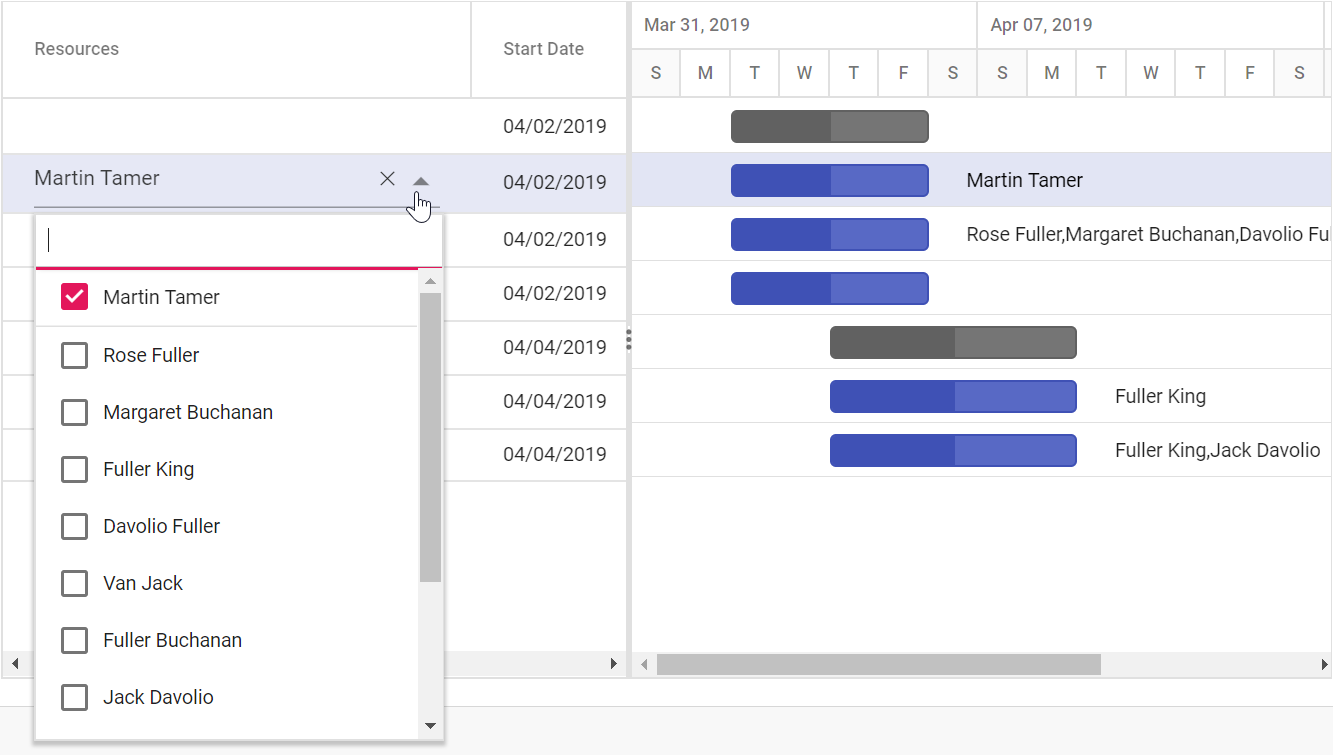 Resources Start Date Mar 31, 2019 Apr 07, 2019
S M T W T F S S M T W T F S
04/02/2019
Martin Tamer 04/02/2019 Martin Tamer
04/02/2019 Rose Fuller,Margaret Buchanan,Davolio Ful
Martin Tamer 04/02/2019
Rose Fuller 04/04/2019
Margaret Buchanan 04/04/2019 Fuller King
Fuller King 04/04/2019 Fuller King,Jack Davolio
Davolio Fuller
Van Jack
Fuller Buchanan
Jack Davolio